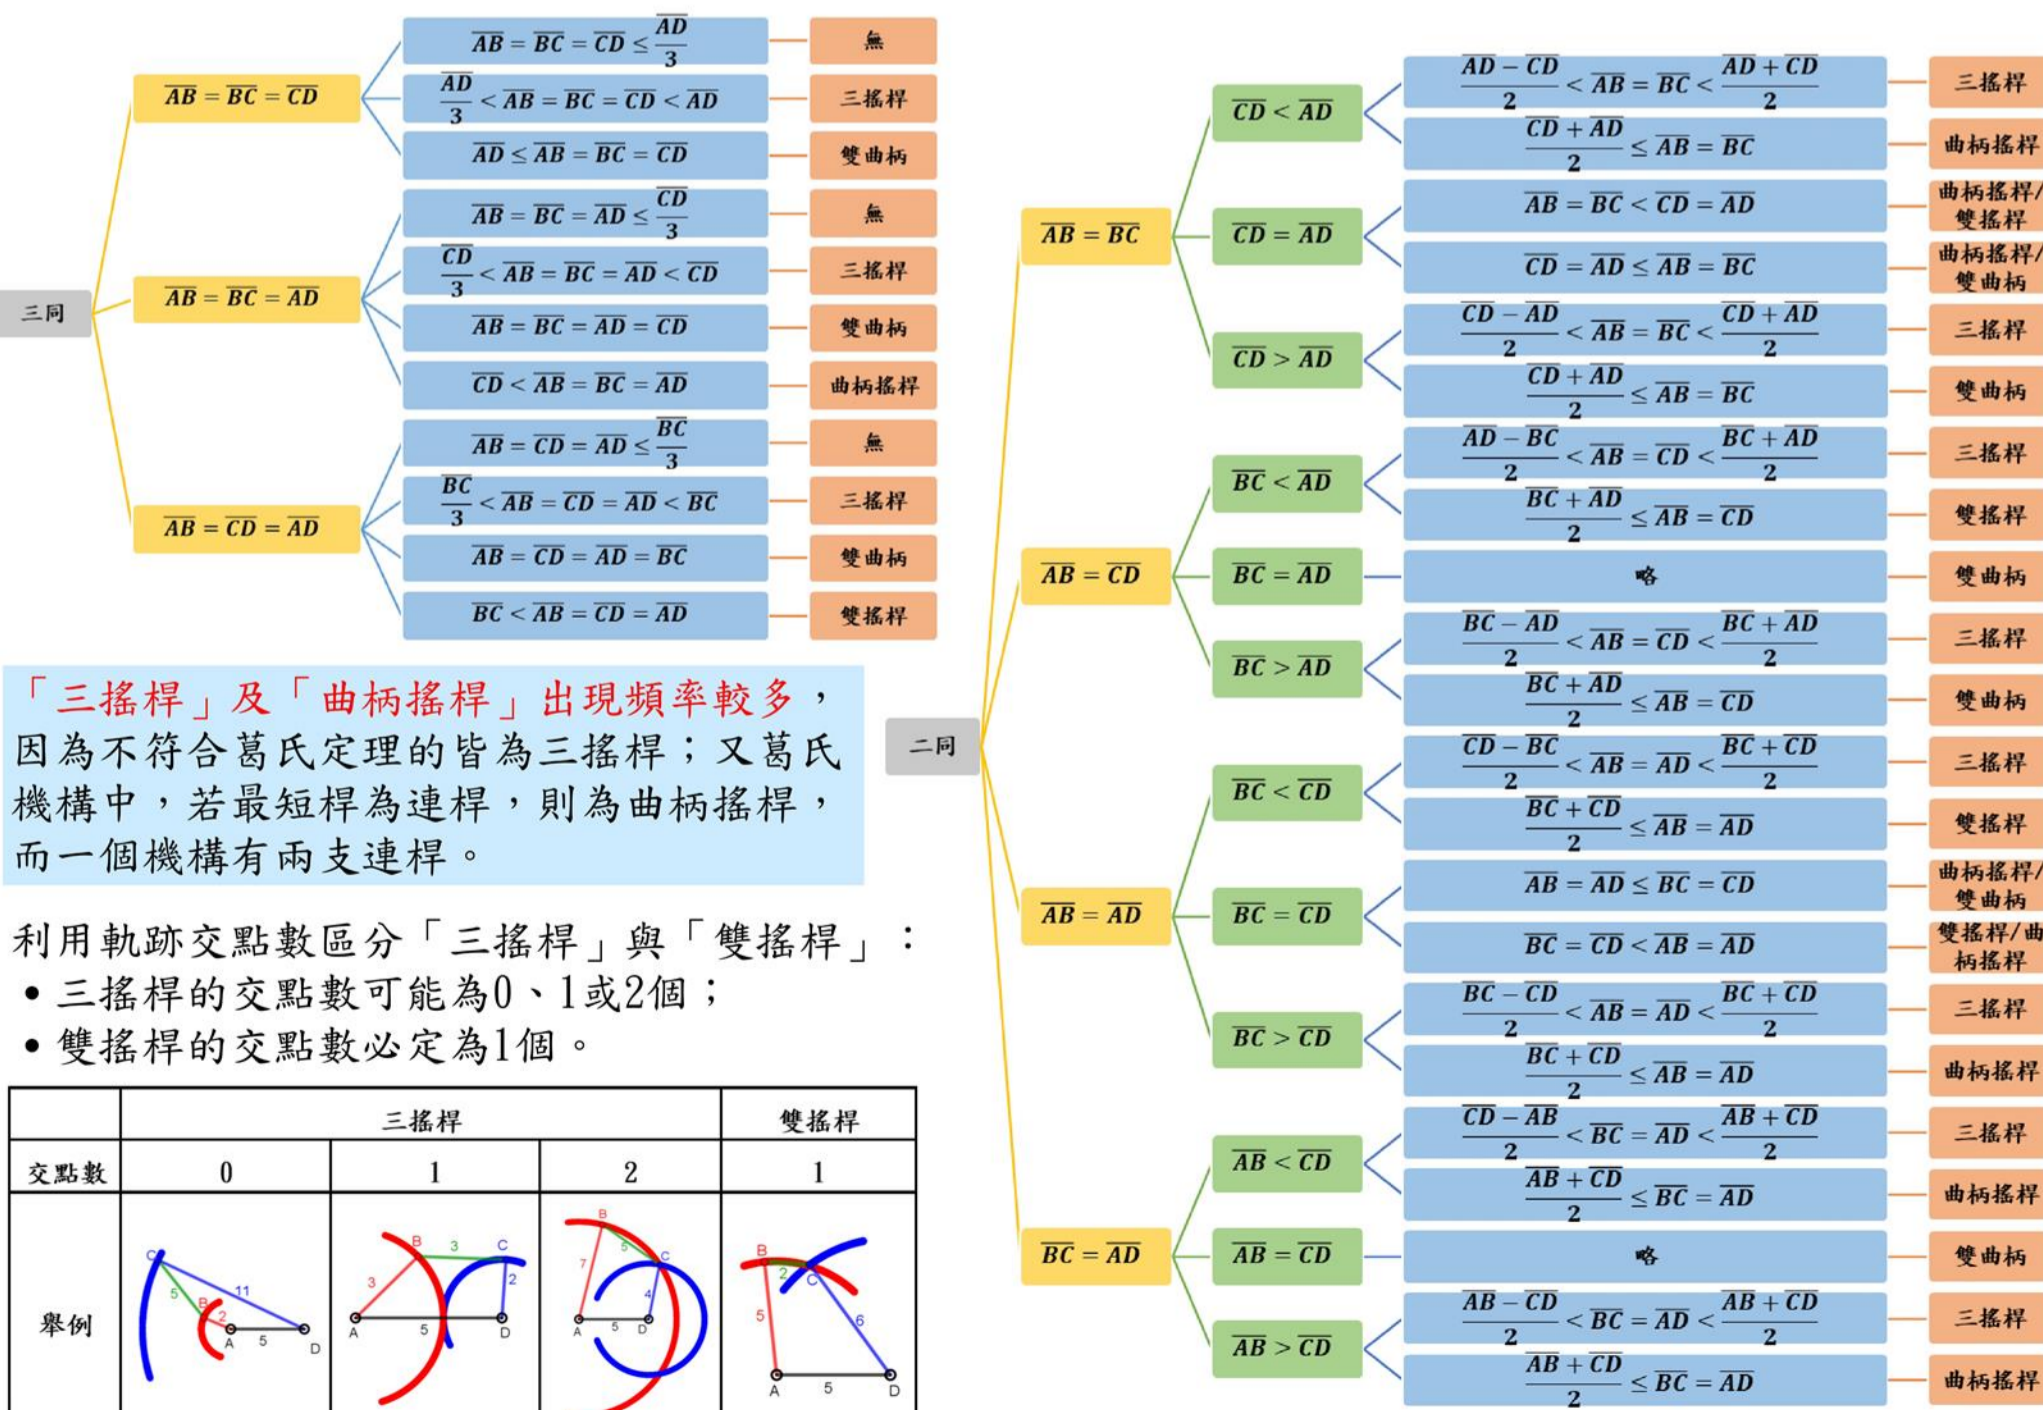 三同
AB = BC = CD
AB = BC = CD ≤ AD/3
無
AD/3 < AB = BC = CD < AD
三搖桿
AD ≤ AB = BC = CD
雙曲柄
AB = BC = AD
AB = BC = AD ≤ CD/3
無
CD/3 < AB = BC = AD < CD
三搖桿
AB = BC = AD = CD
雙曲柄
CD < AB = BC = AD
曲柄搖桿
AB = CD = AD
AB = CD = AD ≤ BC/3
無
BC/3 < AB = CD = AD < BC
三搖桿
AB = CD = AD = BC
雙曲柄
BC < AB = CD = AD
雙搖桿
「三搖桿」及「曲柄搖桿」出現頻率較多,
因為不符合葛氏定理的皆為三搖桿;又葛氏
機構中,若最短桿為連桿,則為曲柄搖桿,
而一個機構有兩支連桿。
利用軌跡交點數區分「三搖桿」與「雙搖桿」:
• 三搖桿的交點數可能為0、1或2個;
• 雙搖桿的交點數必定為1個。
三搖桿 雙搖桿
交點數 0 1 2 1
舉例
C 5 11 B 2 A 5 D
B 3 C 3 2 A 5 D
B 5 C 7 4 A 5 D
B 2 C 5 6 A 5 D
二同
AB = BC
CD < AD
(AD − CD)/2 < AB = BC < (AD + CD)/2
三搖桿
(CD + AD)/2 ≤ AB = BC
曲柄搖桿
CD = AD
AB = BC < CD = AD
曲柄搖桿/
雙搖桿
CD = AD ≤ AB = BC
曲柄搖桿/
雙曲柄
CD > AD
(CD − AD)/2 < AB = BC < (CD + AD)/2
三搖桿
(CD + AD)/2 ≤ AB = BC
雙曲柄
AB = CD
BC < AD
(AD − BC)/2 < AB = CD < (BC + AD)/2
三搖桿
(BC + AD)/2 ≤ AB = CD
雙搖桿
BC = AD
略
雙曲柄
BC > AD
(BC − AD)/2 < AB = CD < (BC + AD)/2
三搖桿
(BC + AD)/2 ≤ AB = CD
雙曲柄
AB = AD
BC < CD
(CD − BC)/2 < AB = AD < (BC + CD)/2
三搖桿
(BC + CD)/2 ≤ AB = AD
雙搖桿
BC = CD
AB = AD ≤ BC = CD
曲柄搖桿/
雙曲柄
BC = CD < AB = AD
雙搖桿/曲
柄搖桿
BC > CD
(BC − CD)/2 < AB = AD < (BC + CD)/2
三搖桿
(BC + CD)/2 ≤ AB = AD
曲柄搖桿
BC = AD
AB < CD
(CD − AB)/2 < BC = AD < (AB + CD)/2
三搖桿
(AB + CD)/2 ≤ BC = AD
曲柄搖桿
AB = CD
略
雙曲柄
AB > CD
(AB − CD)/2 < BC = AD < (AB + CD)/2
三搖桿
(AB + CD)/2 ≤ BC = AD
曲柄搖桿